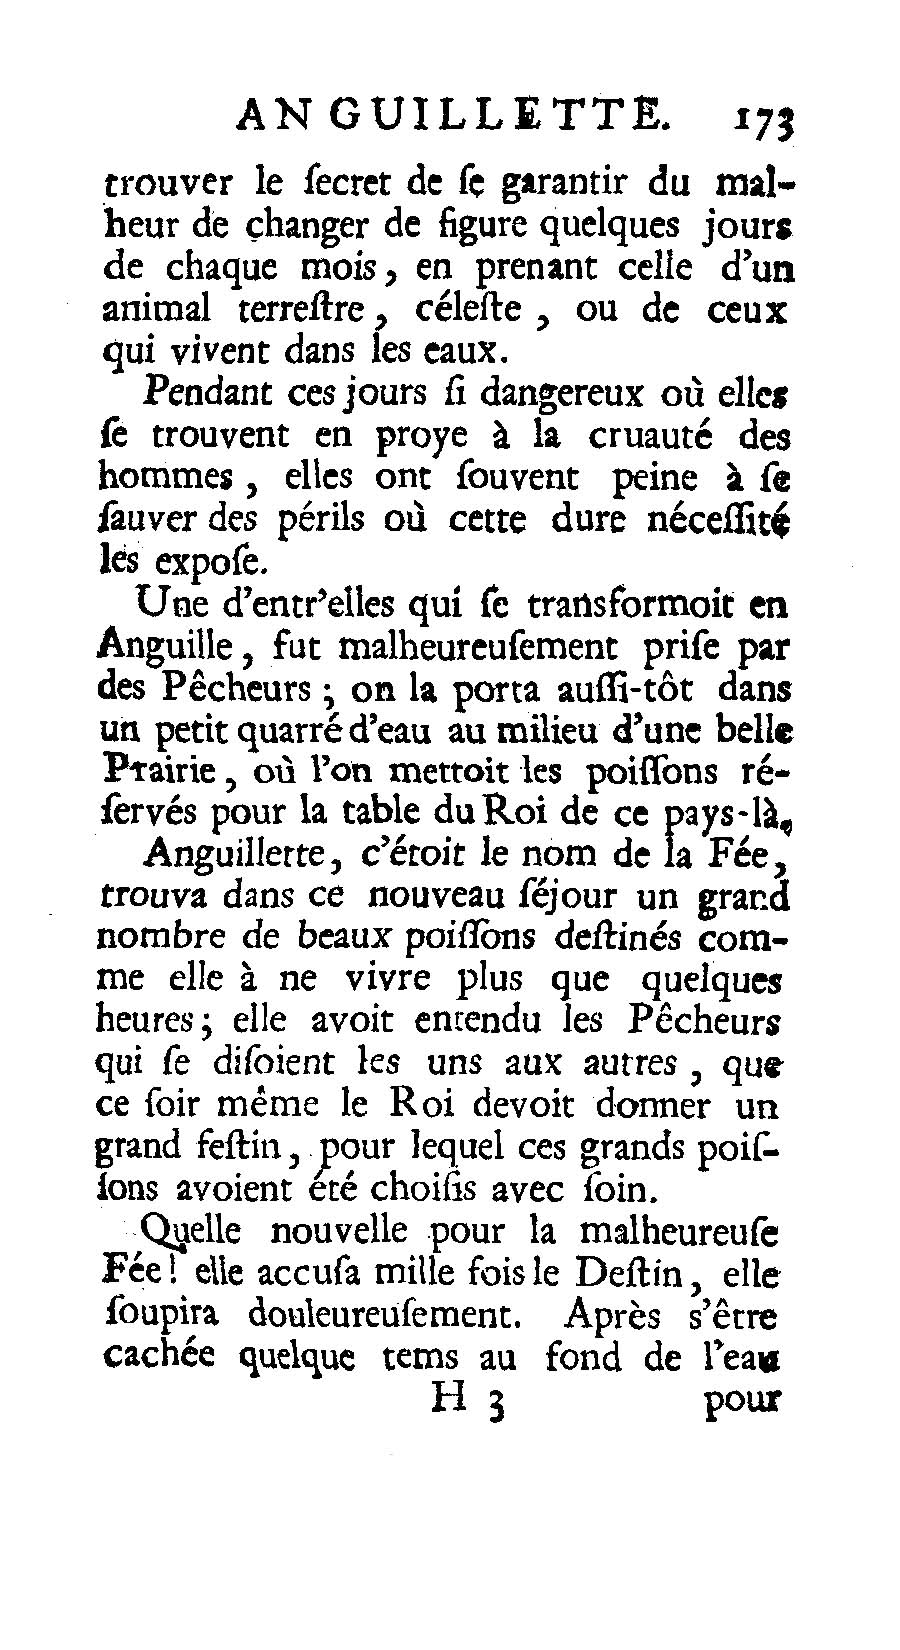 ANGUILLETTE. 173
trouver le ſecret de ſe garantir du mal-
heur de changer de figure quelques jours
de chaque mois, en prenant celle d'un
animal terreſtre, céleſte, ou de ceux
qui vivent dans les eaux.
Pendant ces jours ſi dangereux où elles
ſe trouvent en proye à la cruauté des
hommes, elles ont ſouvent peine à ſe
ſauver des périls où cette dure néceſſité
les expoſe.
Une d'entr'elles qui ſe transformoit en
Anguille, fut malheureuſement priſe par
des Pêcheurs; on la porta auſſi-tôt dans
un petit quarré d'eau au milieu d'une belle
Prairie, où l'on mettoit les poiſſons ré-
ſervés pour la table du Roi de ce pays-là,
Anguillette, c'étoit le nom de la Fée,
trouva dans ce nouveau ſéjour un grand
nombre de beaux poiſſons deſtinés com-
me elle à ne vivre plus que quelques
heures; elle avoit entendu les Pêcheurs
qui ſe diſoient les uns aux autres, que
ce ſoir même le Roi devoit donner un
grand feſtin, pour lequel ces grands poiſ-
ſons avoient été choiſis avec ſoin.
Quelle nouvelle pour la malheureuſe
Fée! elle accuſa mille fois le Deſtin, elle
ſoupira douleureuſement. Après s'être
cachée quelque tems au fond de l'eau
H 3 pour